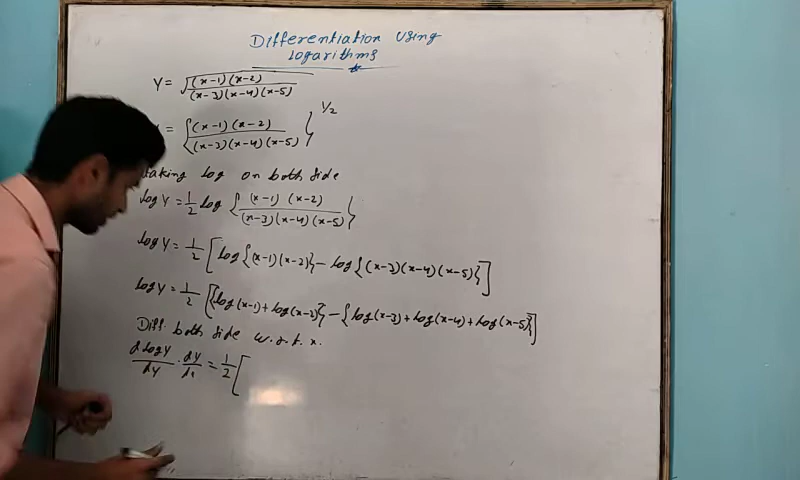 Differentiation using
logarithms
Y = √(x-1)(x-2) / (x-3)(x-4)(x-5)
= {(x-1)(x-2) / (x-3)(x-4)(x-5)}^1/2
taking log on both side
log Y = 1/2 log {(x-1)(x-2) / (x-3)(x-4)(x-5)}
log Y = 1/2 [log{(x-1)(x-2)} - log{(x-3)(x-4)(x-5)}]
log Y = 1/2 [{log(x-1) + log(x-2)} - {log(x-3) + log(x-4) + log(x-5)}]
Diff. both side w.r.t. x.
d log Y / dY . dY / dx = 1/2 [